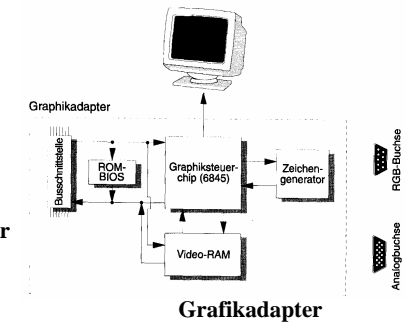 Graphikadapter
Busschnittstelle
ROM-
BIOS
Graphiksteuer
chip (6845)
Zeichen-
generator
Video-RAM
RGB-Buchse
Analogbuchse
r
Grafikadapter